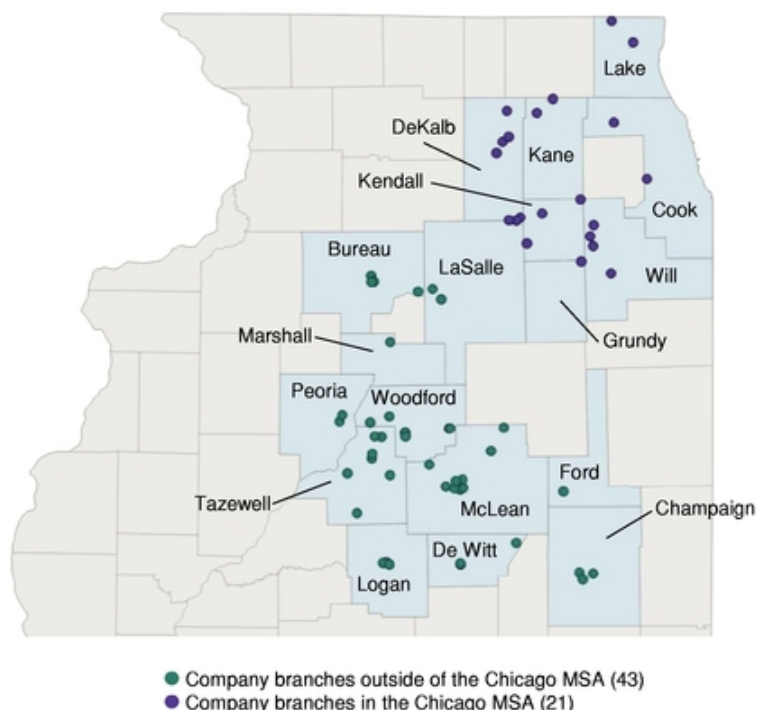 Lake
DeKalb
Kane
Kendall
Cook
Bureau
LaSalle
Will
Marshall
Grundy
Peoria
Woodford
Ford
Tazewell
McLean
Champaign
De Witt
Logan
Company branches outside of the Chicago MSA (43)
Company branches in the Chicago MSA (21)